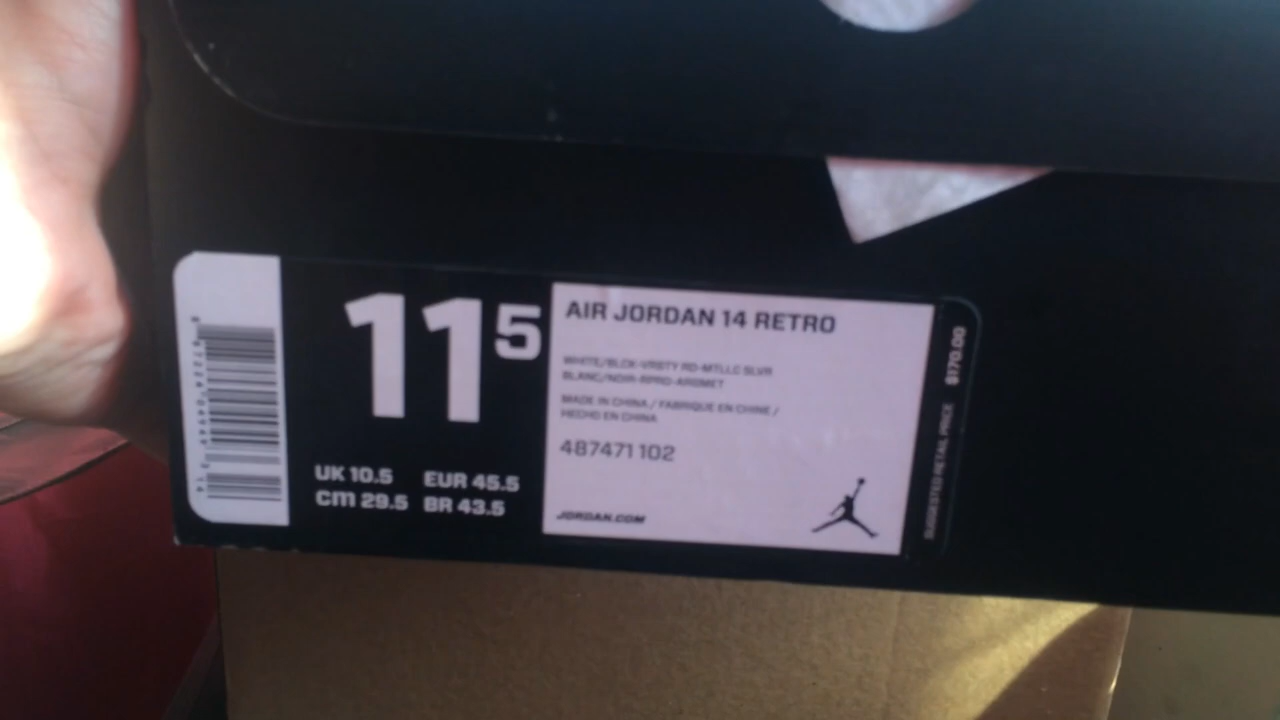 11 5
UK 10.5 EUR 45.5
cm 29.5 BR 43.5
AIR JORDAN 14 RETRO
WHITE/BLCK-VRSTY RD-MTLLC SLVR
BLANC/NOIR-RPRO-ARGMET
MADE IN CHINA / FABRIQUE EN CHINE /
HECHO EN CHINA
487471 102
JORDAN.COM
SUGGESTED RETAIL PRICE $170.00